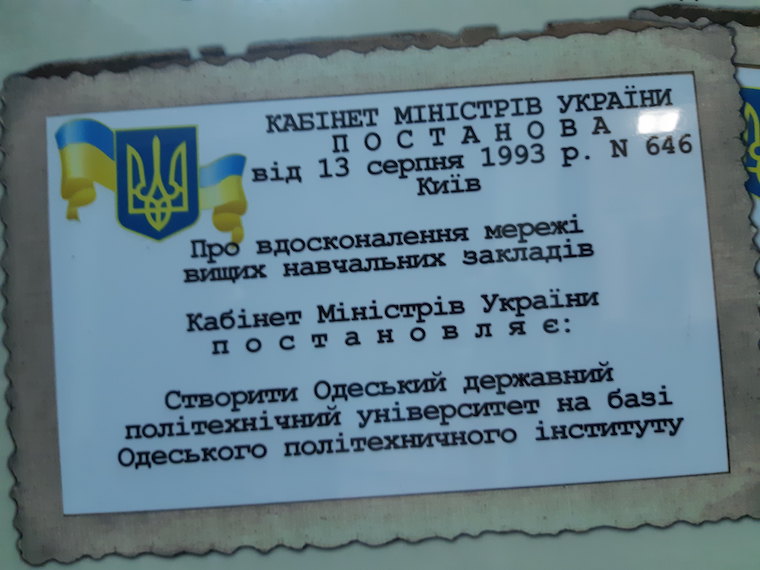 КАБІНЕТ МІНІСТРІВ УКРАЇНИ
П О С Т А Н О В А
від 13 серпня 1993 р. N 646
Київ
Про вдосконалення мережі
вищих навчальних закладів
Кабінет Міністрів України
п о с т а н о в л я є:
Створити Одеський державний
політехнічний університет на базі
Одеського політехничного інституту